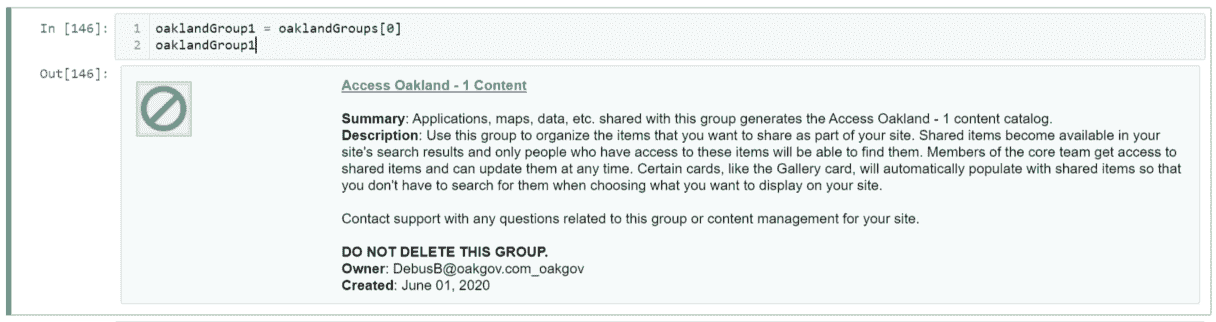 In [146]:
1 oaklandGroup1 = oaklandGroups[0]
2 oaklandGroup1
Out[146]:
Access Oakland - 1 Content
Summary: Applications, maps, data, etc. shared with this group generates the Access Oakland - 1 content catalog.
Description: Use this group to organize the items that you want to share as part of your site. Shared items become available in your
site's search results and only people who have access to these items will be able to find them. Members of the core team get access to
shared items and can update them at any time. Certain cards, like the Gallery card, will automatically populate with shared items so that
you don't have to search for them when choosing what you want to display on your site.
Contact support with any questions related to this group or content management for your site.
DO NOT DELETE THIS GROUP.
Owner: DebusB@oakgov.com_oakgov
Created: June 01, 2020